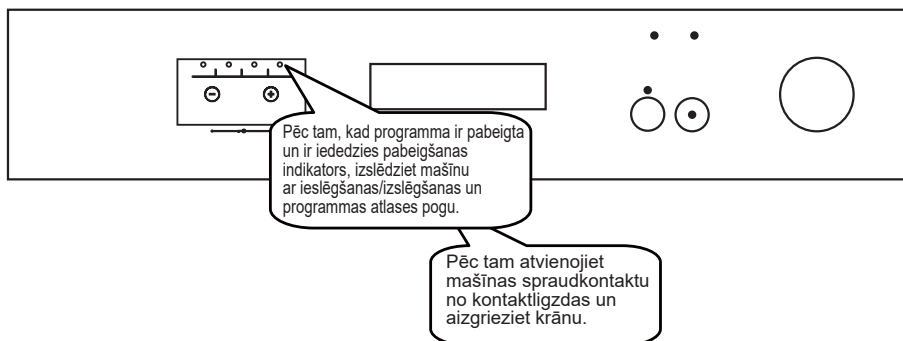 Pēc tam, kad programma ir pabeigta
un ir iededzies pabeigšanas
indikators, izslēdziet mašīnu
ar ieslēgšanas/izslēgšanas un
programmas atlases pogu.
Pēc tam atvienojiet
mašīnas spraudkontaktu
no kontaktligzdas un
aizgrieziet krānu.